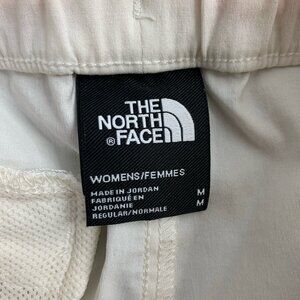 THE
NORTH
® FACE
WOMENS/FEMMES
MADE IN JORDAN M
FABRIQUÉ EN M
JORDANIE
REGULAR/NORMALE